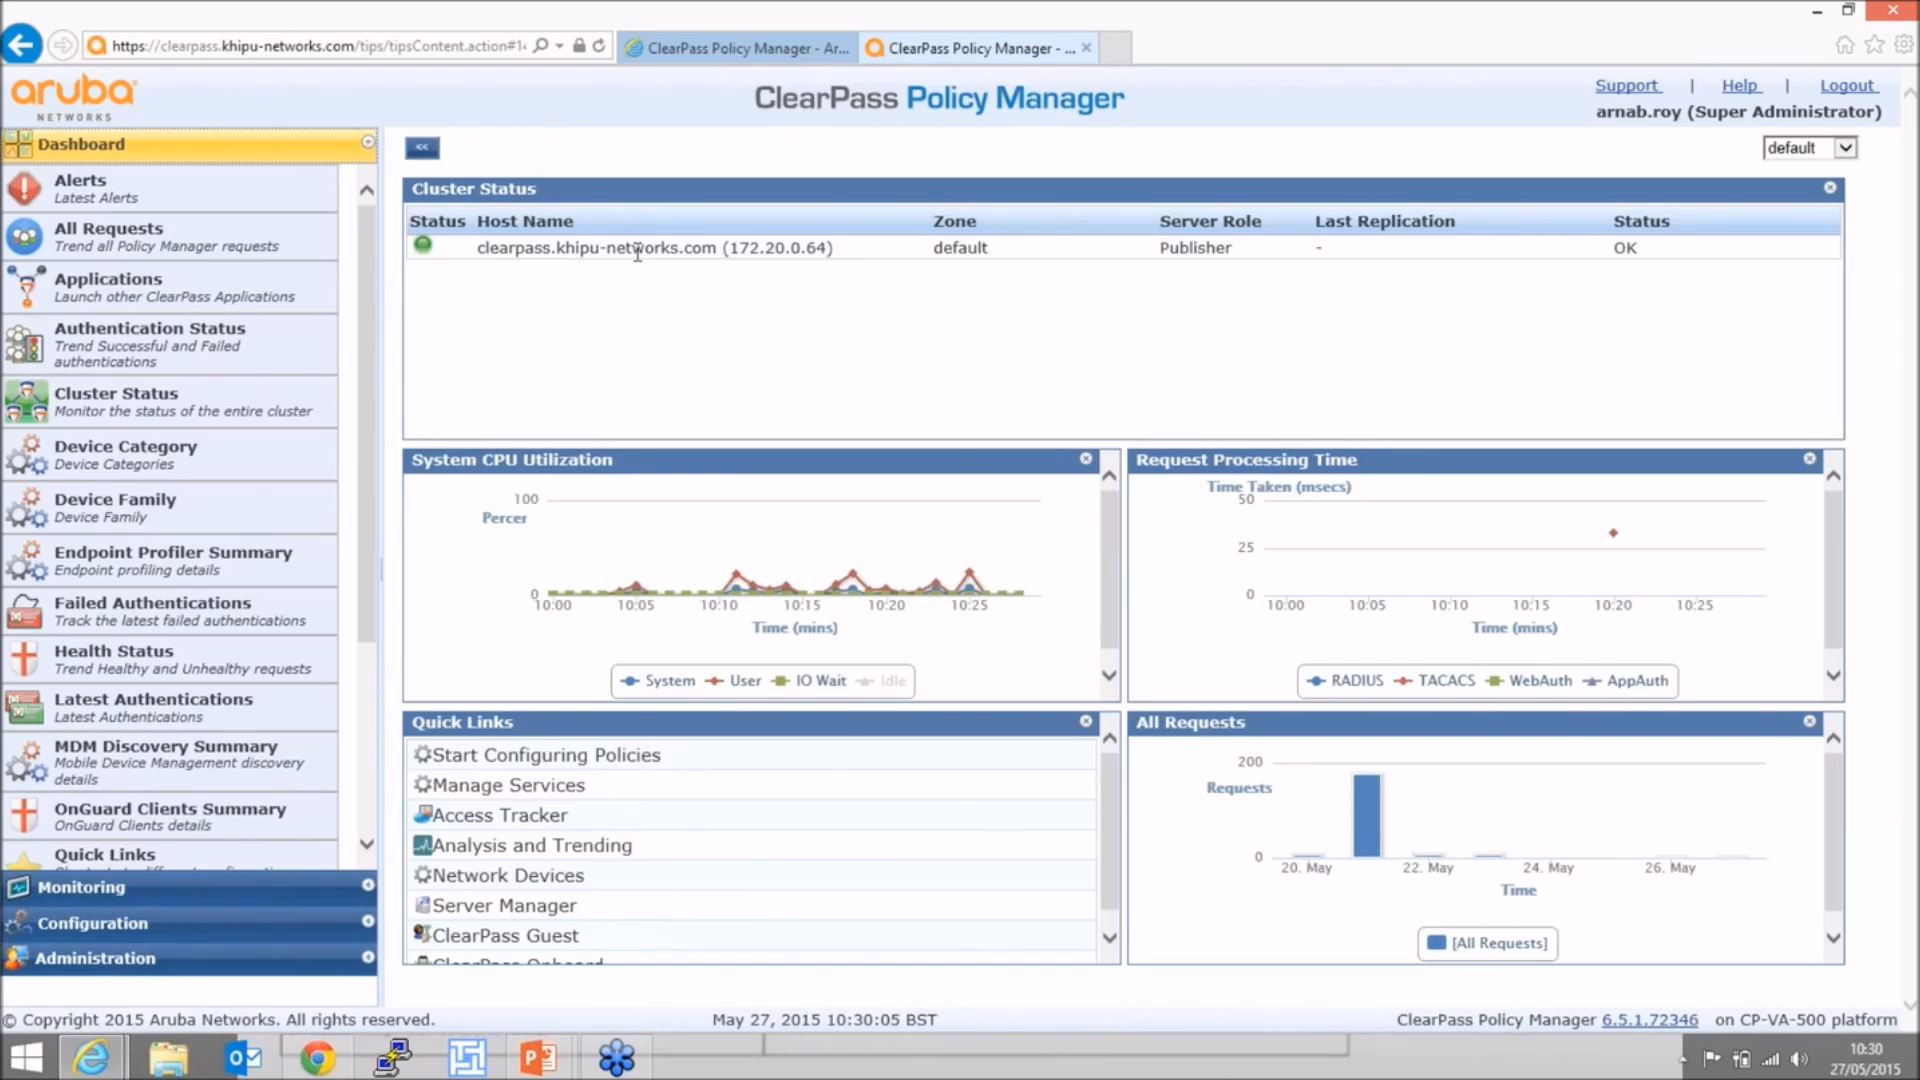 https://clearpass.khipu-networks.com/tips/tipsContent.action#1
ClearPass Policy Manager - Ar...
ClearPass Policy Manager - ...
aruba
NETWORKS
ClearPass Policy Manager
Support | Help | Logout
arnab.roy (Super Administrator)
Dashboard
<<
default
Alerts
Latest Alerts
All Requests
Trend all Policy Manager requests
Applications
Launch other ClearPass Applications
Authentication Status
Trend Successful and Failed
authentications
Cluster Status
Monitor the status of the entire cluster
Device Category
Device Categories
Device Family
Device Family
Endpoint Profiler Summary
Endpoint profiling details
Failed Authentications
Track the latest failed authentications
Health Status
Trend Healthy and Unhealthy requests
Latest Authentications
Latest Authentications
MDM Discovery Summary
Mobile Device Management discovery
details
OnGuard Clients Summary
OnGuard Clients details
Quick Links
Monitoring
Configuration
Administration
Cluster Status
Status Host Name Zone Server Role Last Replication Status
clearpass.khipu-networks.com (172.20.0.64) default Publisher - OK
System CPU Utilization
100
Percer
0
10:00 10:05 10:10 10:15 10:20 10:25
Time (mins)
System User IO Wait Idle
Request Processing Time
Time Taken (msecs)
50
25
0
10:00 10:05 10:10 10:15 10:20 10:25
Time (mins)
RADIUS TACACS WebAuth AppAuth
Quick Links
Start Configuring Policies
Manage Services
Access Tracker
Analysis and Trending
Network Devices
Server Manager
ClearPass Guest
ClearPass Onboard
All Requests
200
Requests
0
20. May 22. May 24. May 26. May
Time
[All Requests]
© Copyright 2015 Aruba Networks. All rights reserved.
May 27, 2015 10:30:05 BST
ClearPass Policy Manager 6.5.1.72346 on CP-VA-500 platform
10:30
27/05/2015